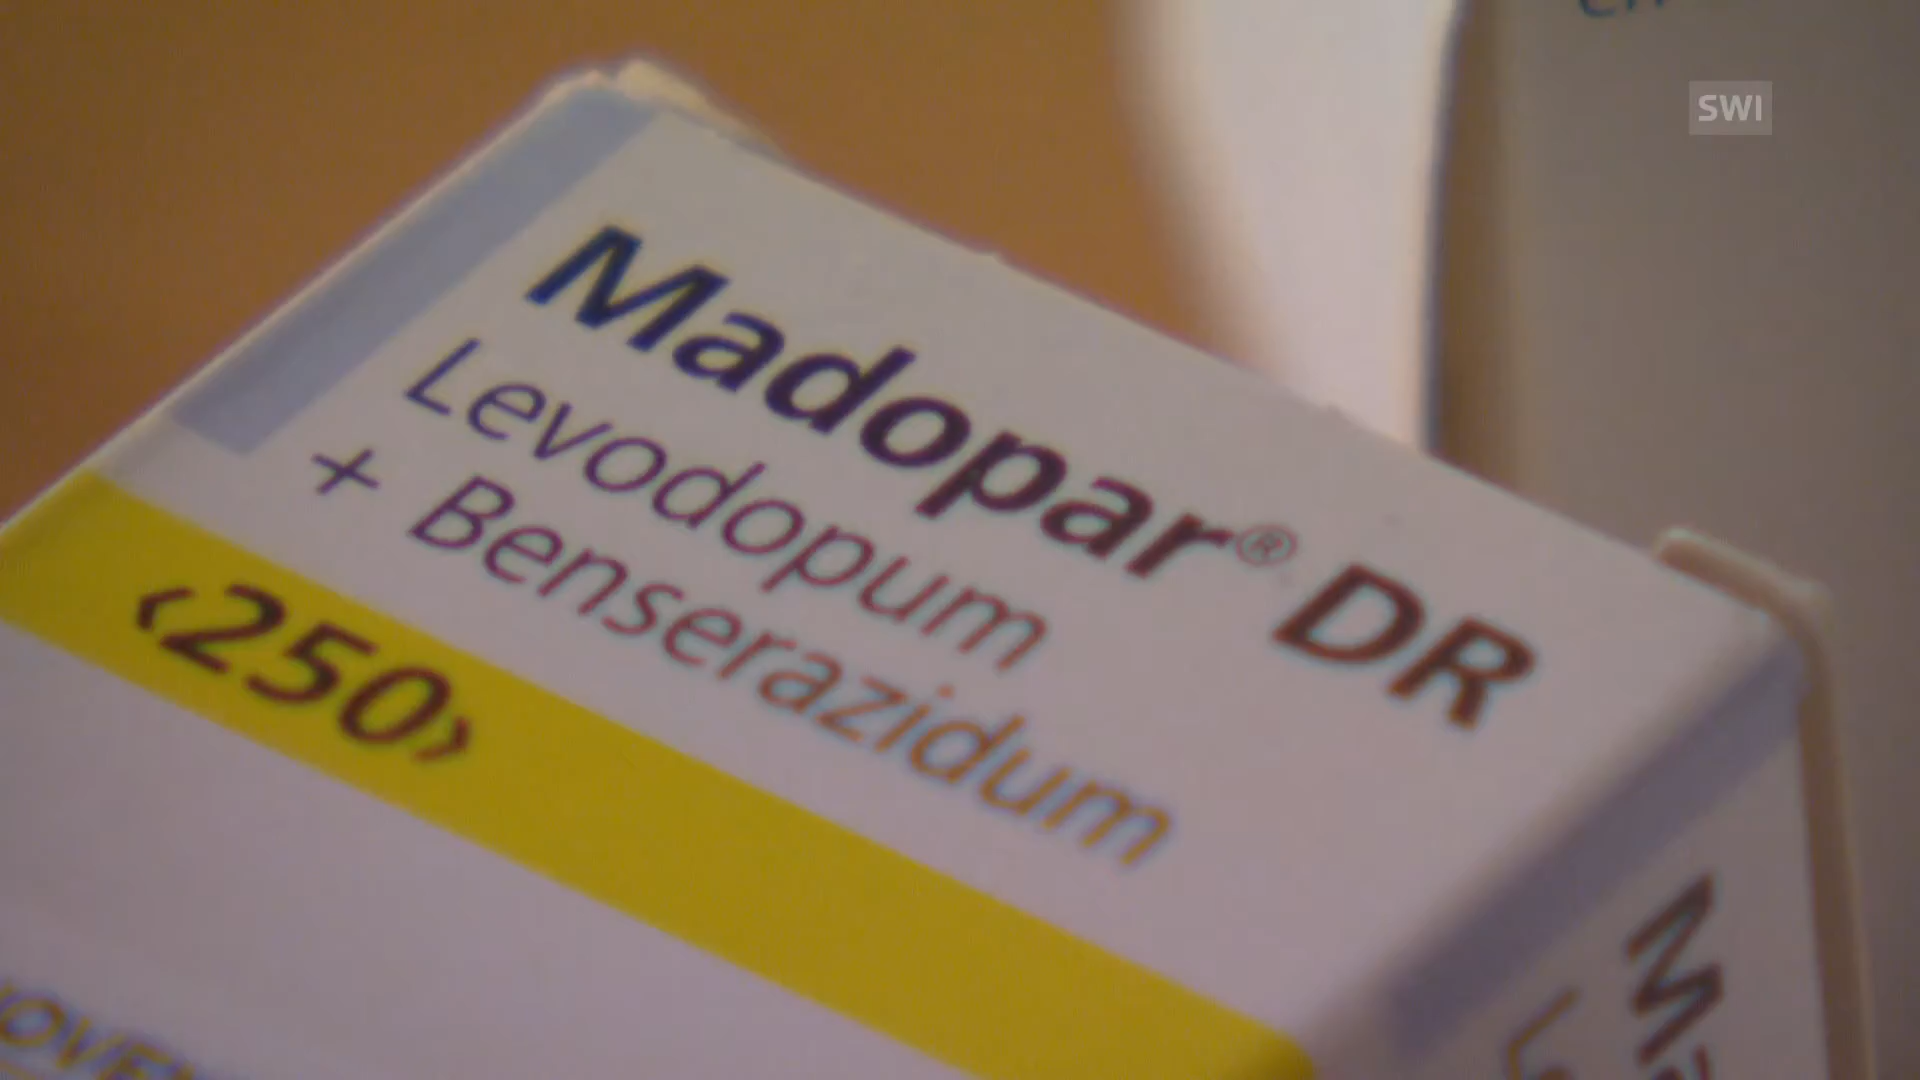 SWI
Madopar® DR
Levodopum
+ Benserazidum
‹250›